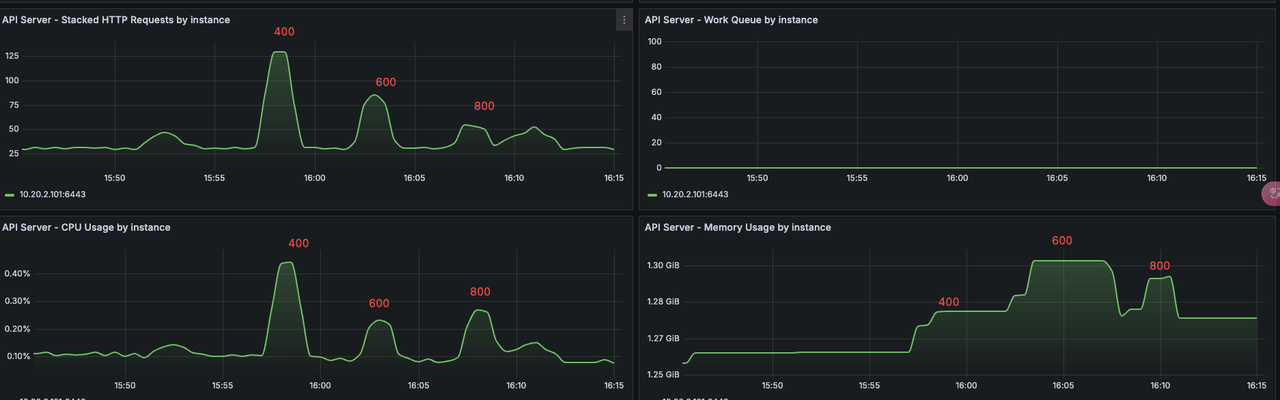 API Server - Stacked HTTP Requests by instance
400
600
800
125
100
75
50
25
15:50 15:55 16:00 16:05 16:10 16:15
10.20.2.101:6443
API Server - Work Queue by instance
100
80
60
40
20
0
15:50 15:55 16:00 16:05 16:10 16:15
10.20.2.101:6443
API Server - CPU Usage by instance
400
600
800
0.40%
0.30%
0.20%
0.10%
15:50 15:55 16:00 16:05 16:10 16:15
API Server - Memory Usage by instance
600
800
400
1.30 GiB
1.28 GiB
1.27 GiB
1.25 GiB
15:50 15:55 16:00 16:05 16:10 16:15